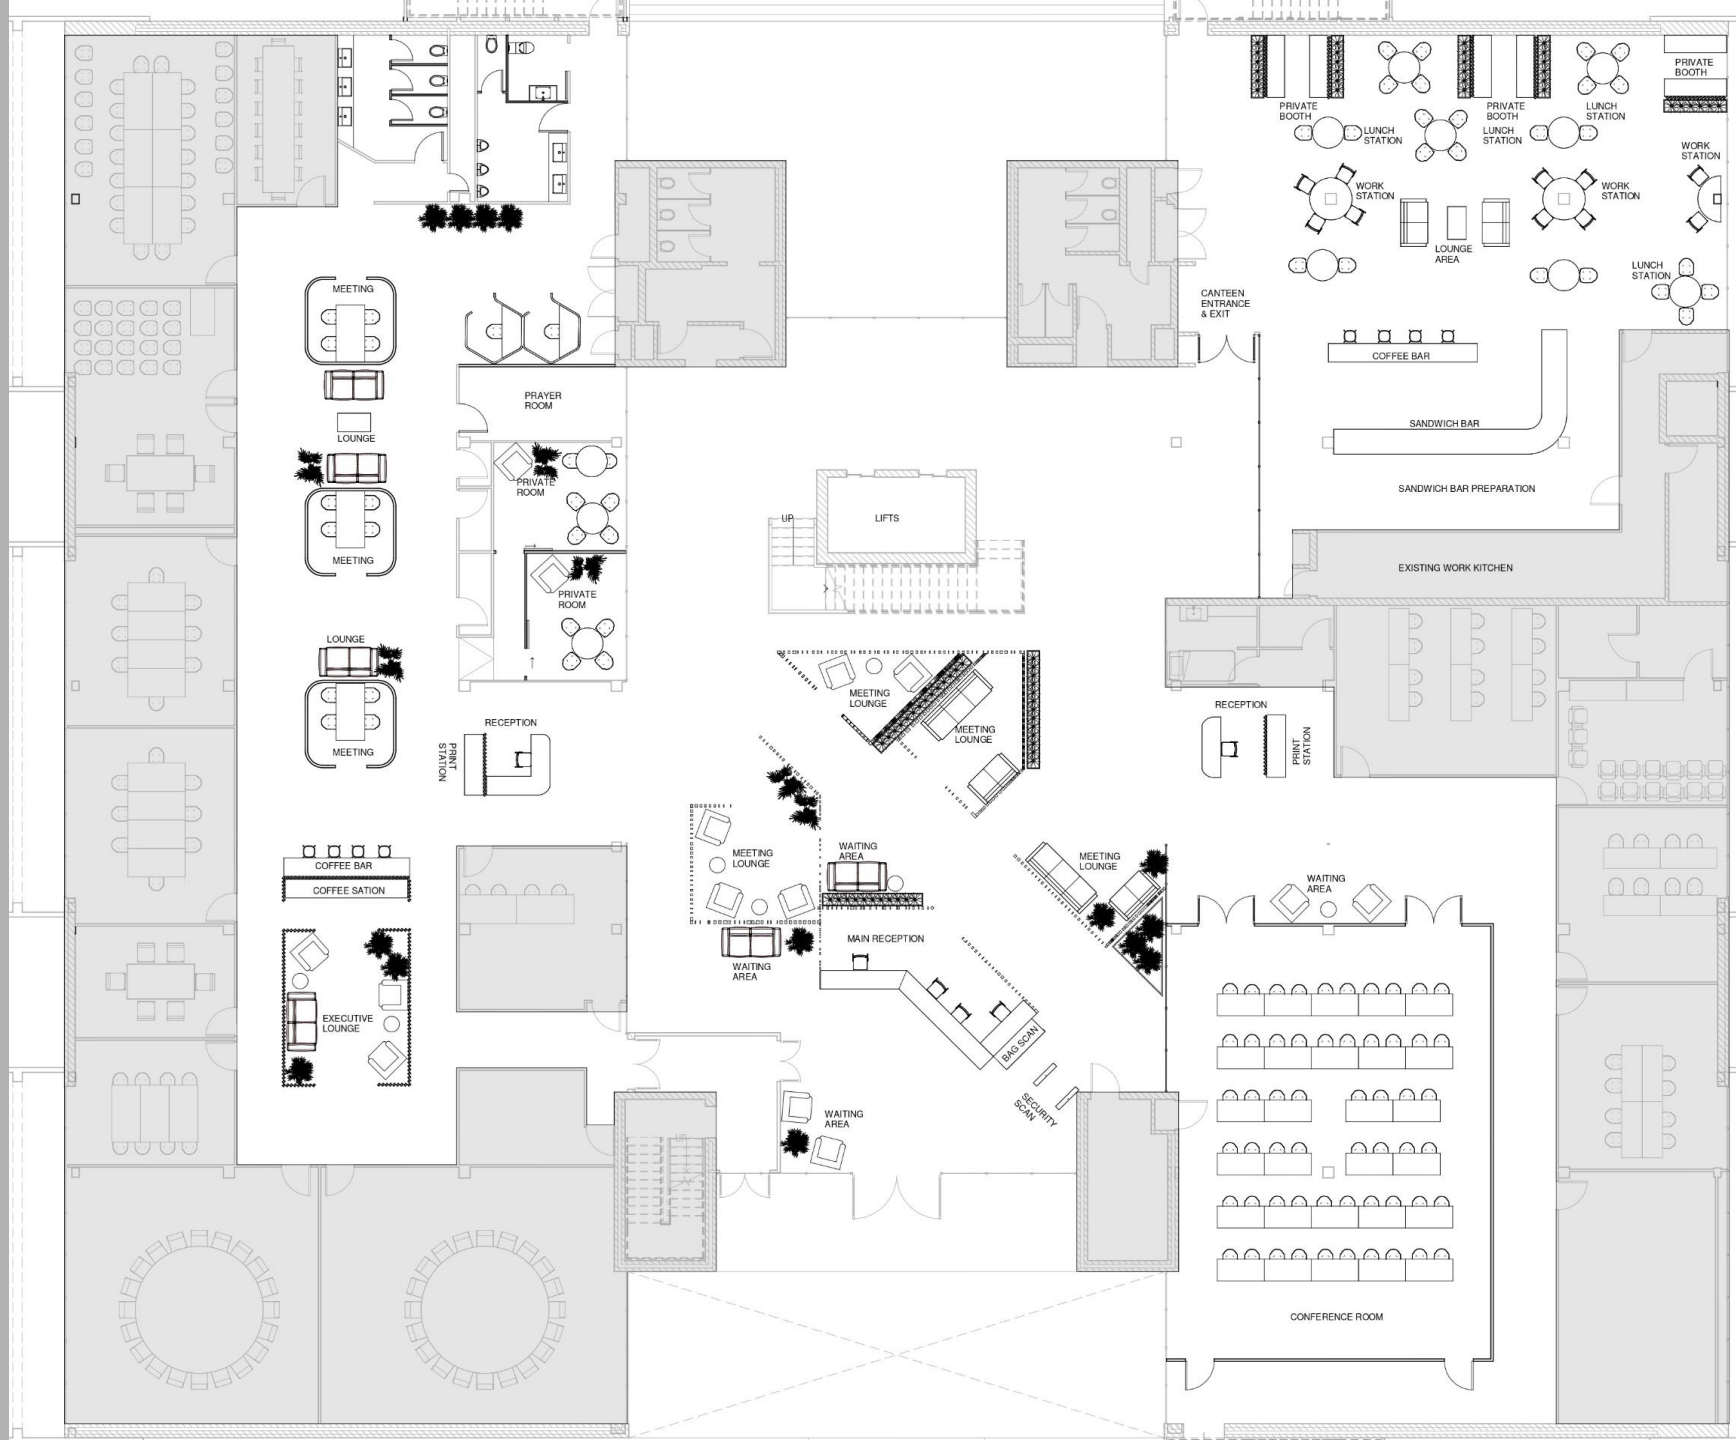 PRIVATE
BOOTH
PRIVATE
BOOTH
PRIVATE
BOOTH
LUNCH
STATION
LUNCH
STATION
LUNCH
STATION
WORK
STATION
WORK
STATION
WORK
STATION
LOUNGE
AREA
LUNCH
STATION
CANTEEN
ENTRANCE
& EXIT
COFFEE BAR
SANDWICH BAR
SANDWICH BAR PREPARATION
EXISTING WORK KITCHEN
MEETING
LOUNGE
MEETING
LOUNGE
MEETING
PRAYER
ROOM
PRIVATE
ROOM
PRIVATE
ROOM
UP
LIFTS
RECEPTION
PRINT
STATION
MEETING
LOUNGE
MEETING
LOUNGE
RECEPTION
PRINT
STATION
COFFEE BAR
COFFEE SATION
EXECUTIVE
LOUNGE
MEETING
LOUNGE
WAITING
AREA
MEETING
LOUNGE
WAITING
AREA
MAIN RECEPTION
WAITING
AREA
BAG SCAN
SECURITY
SCAN
WAITING
AREA
UP
CONFERENCE ROOM